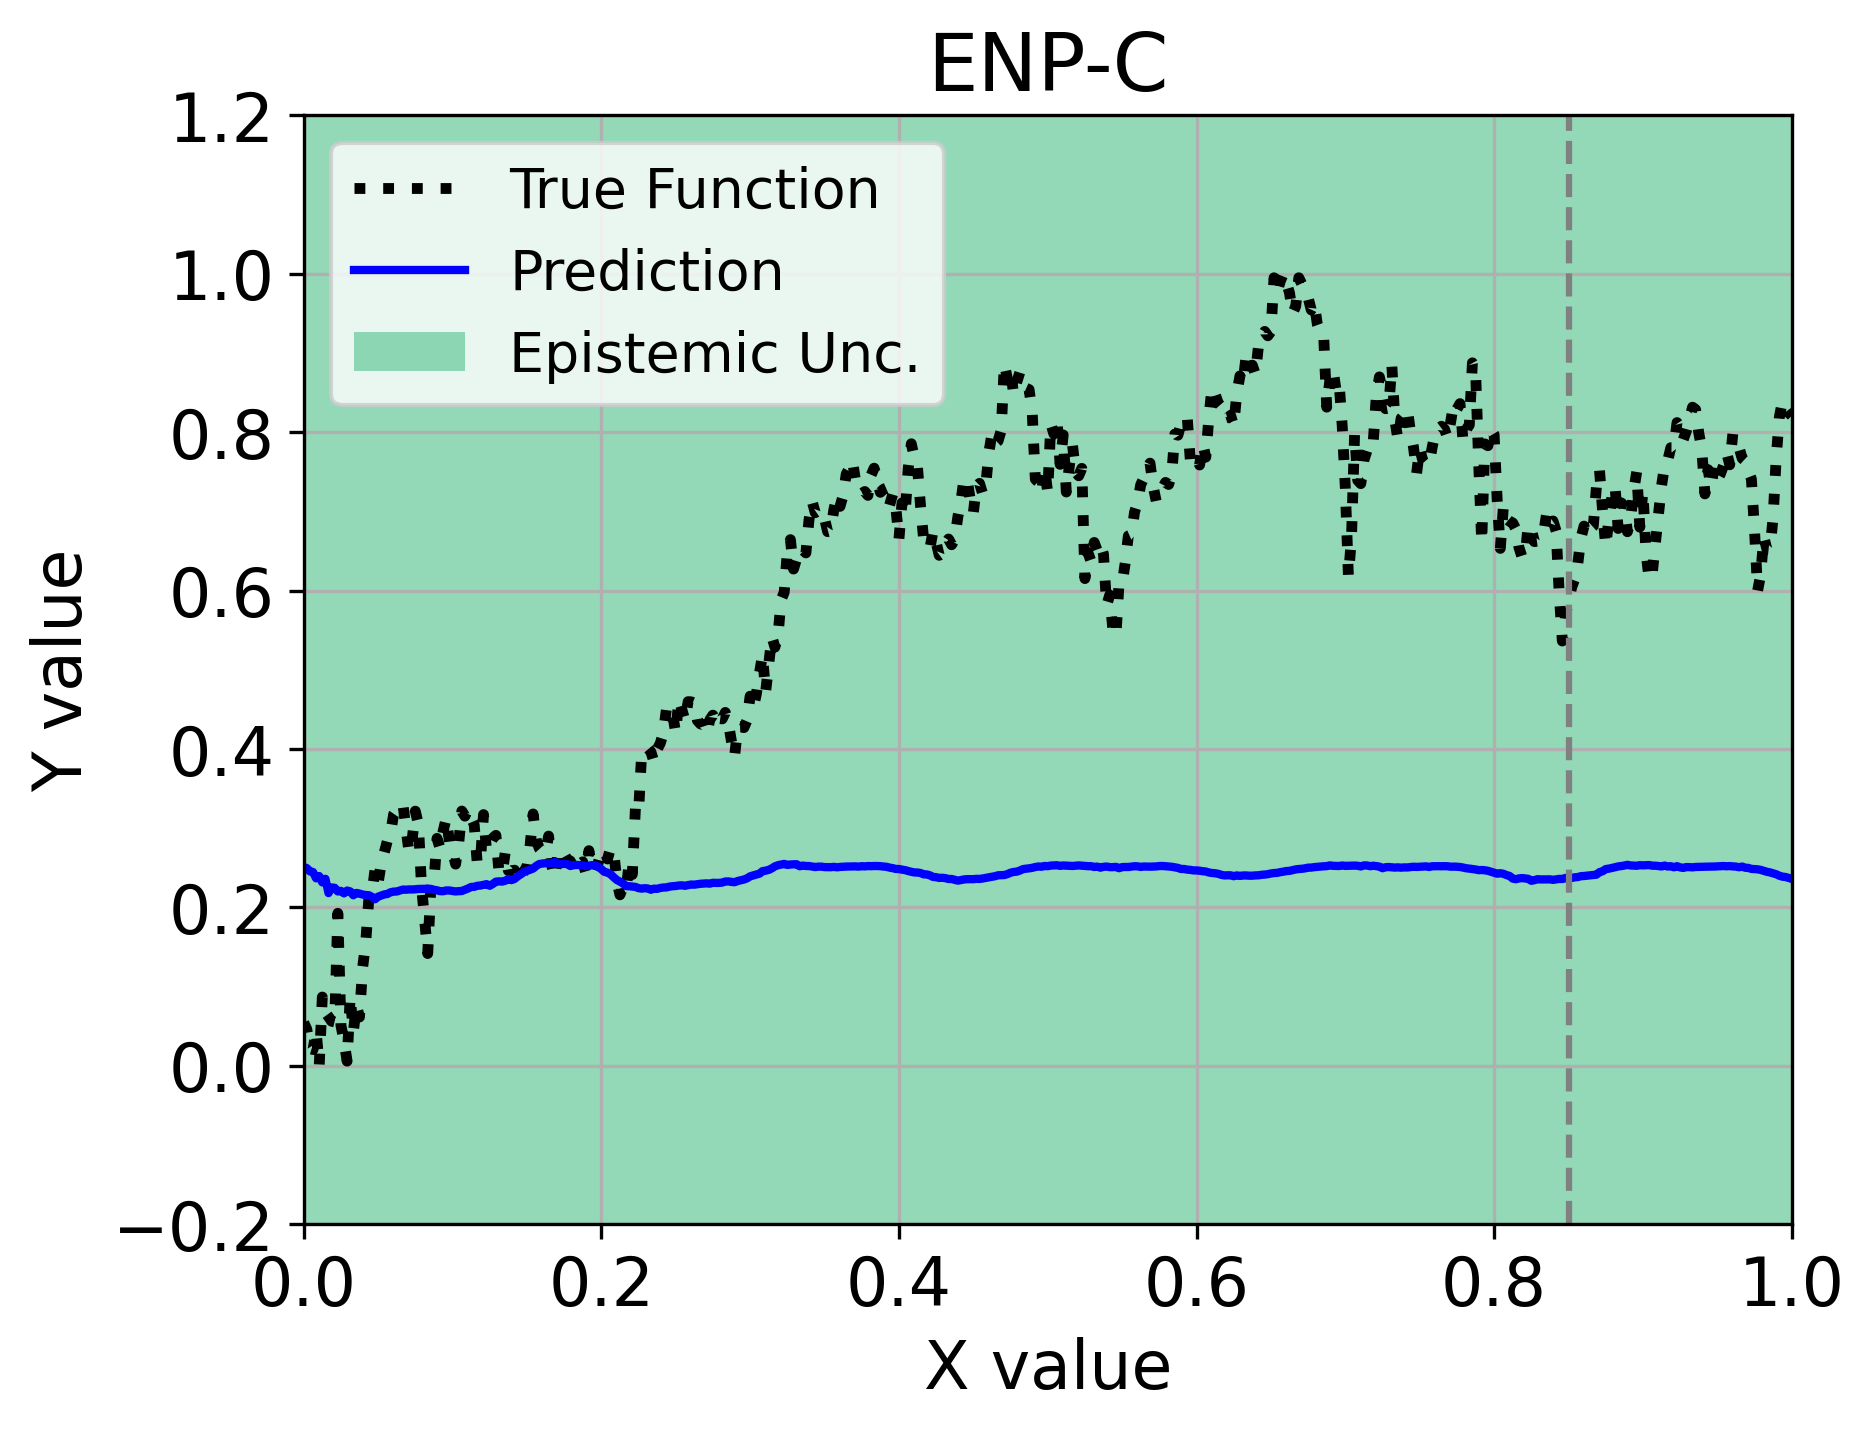 ENP-C
1.2
1.0
0.8
0.6
0.4
0.2
0.0
−0.2
Y value
True Function
Prediction
Epistemic Unc.
0.0 0.2 0.4 0.6 0.8 1.0
X value